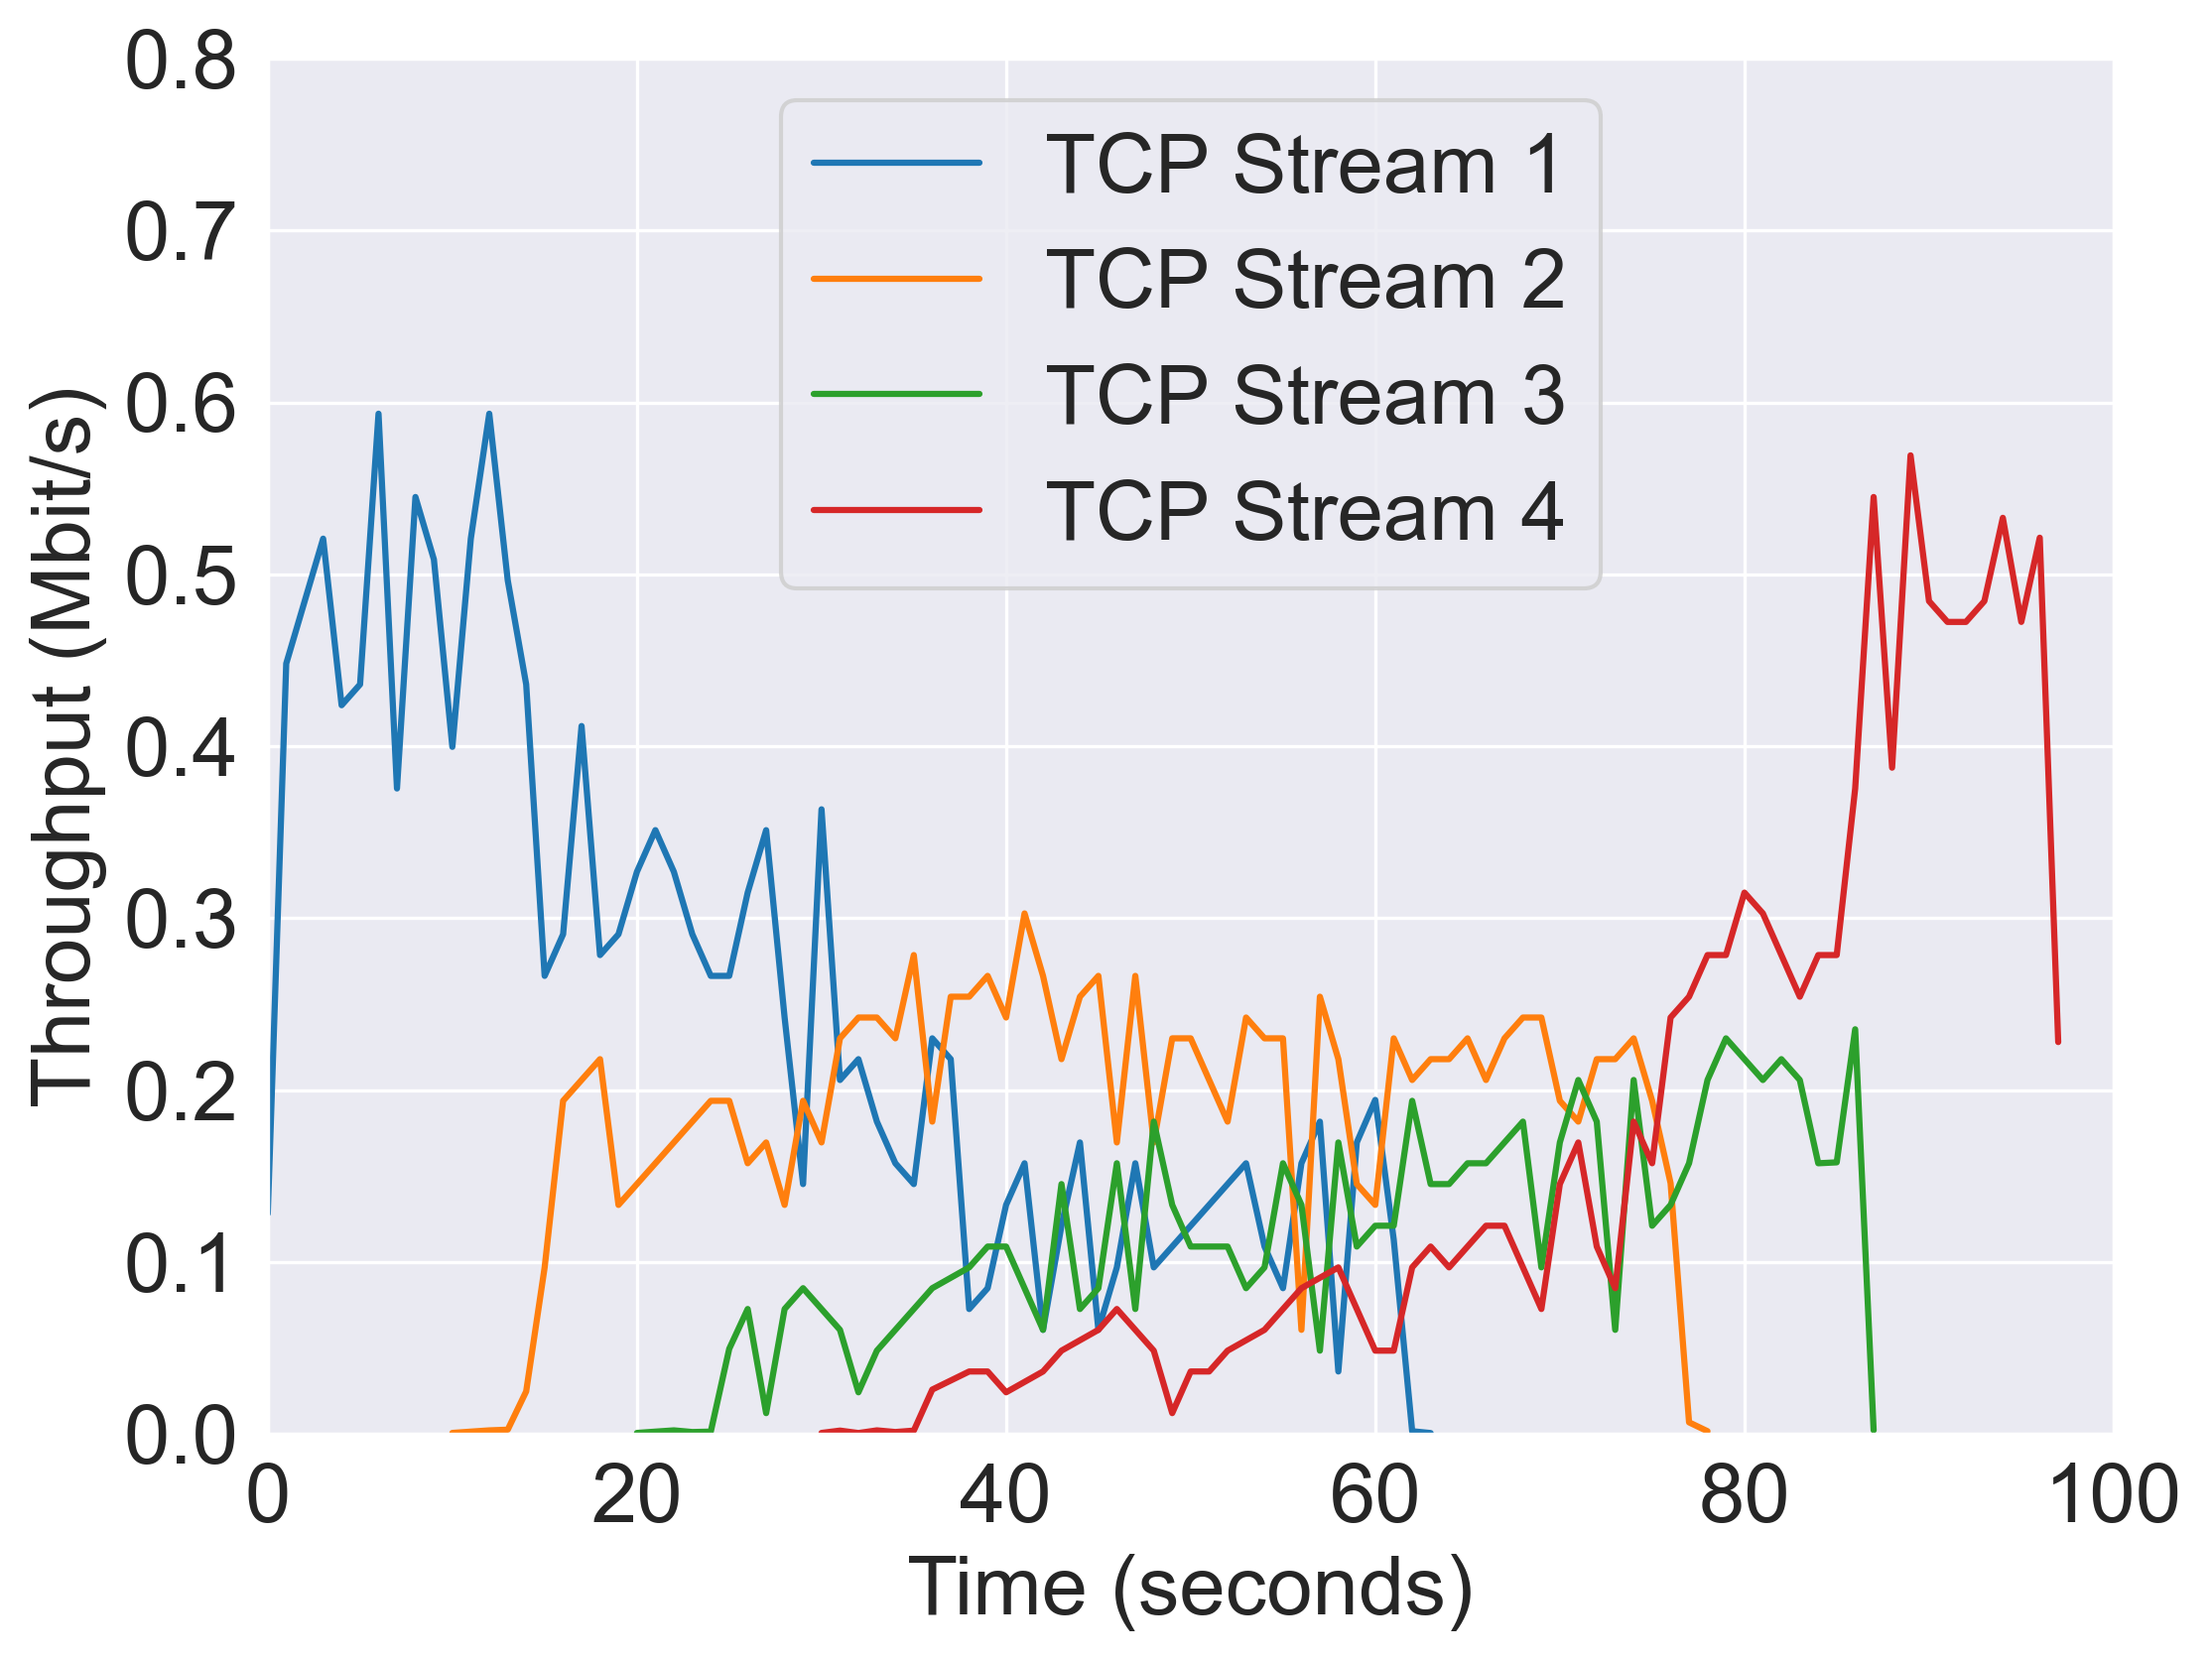 0.8
0.7
0.6
0.5
0.4
0.3
0.2
0.1
0.0
Throughput (Mbit/s)
TCP Stream 1
TCP Stream 2
TCP Stream 3
TCP Stream 4
0 20 40 60 80 100
Time (seconds)